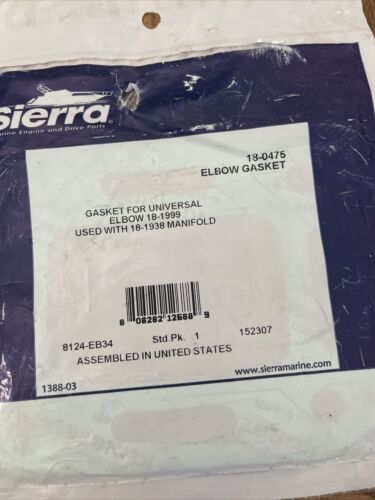 Sierra
ine Engine and Drive Parts
18-0475
ELBOW GASKET
GASKET FOR UNIVERSAL
ELBOW 18-1999
USED WITH 18-1938 MANIFOLD
8 08282 12588 9
8124-EB34 Std.Pk. 1 152307
ASSEMBLED IN UNITED STATES
www.sierramarine.com
1388-03